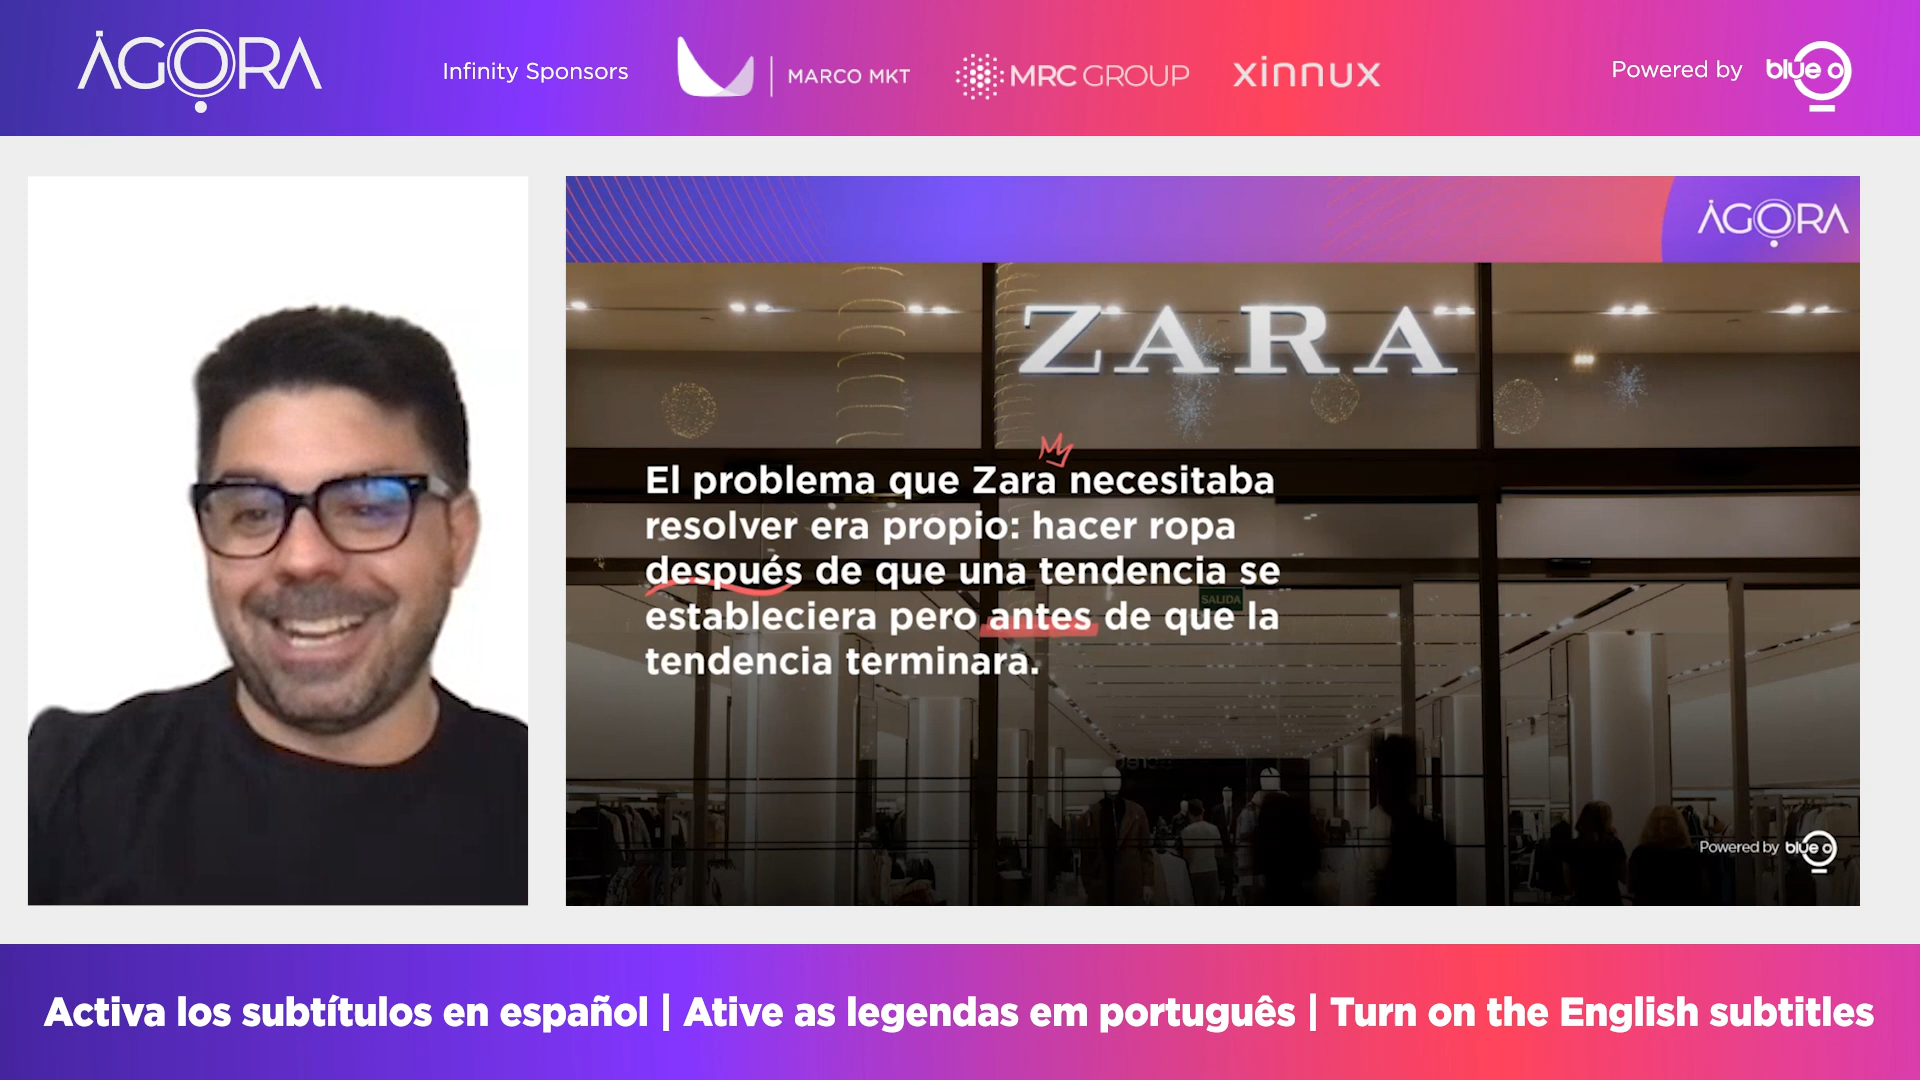 ÁGORA
Infinity Sponsors
MARCO MKT
MRC GROUP
xinnux
Powered by
blue o
ÁGORA
ZARA
El problema que Zara necesitaba
resolver era propio: hacer ropa
después de que una tendencia se
SALIDA
estableciera pero antes de que la
tendencia terminara.
Powered by blue o
Activa los subtítulos en español | Ative as legendas em português | Turn on the English subtitles